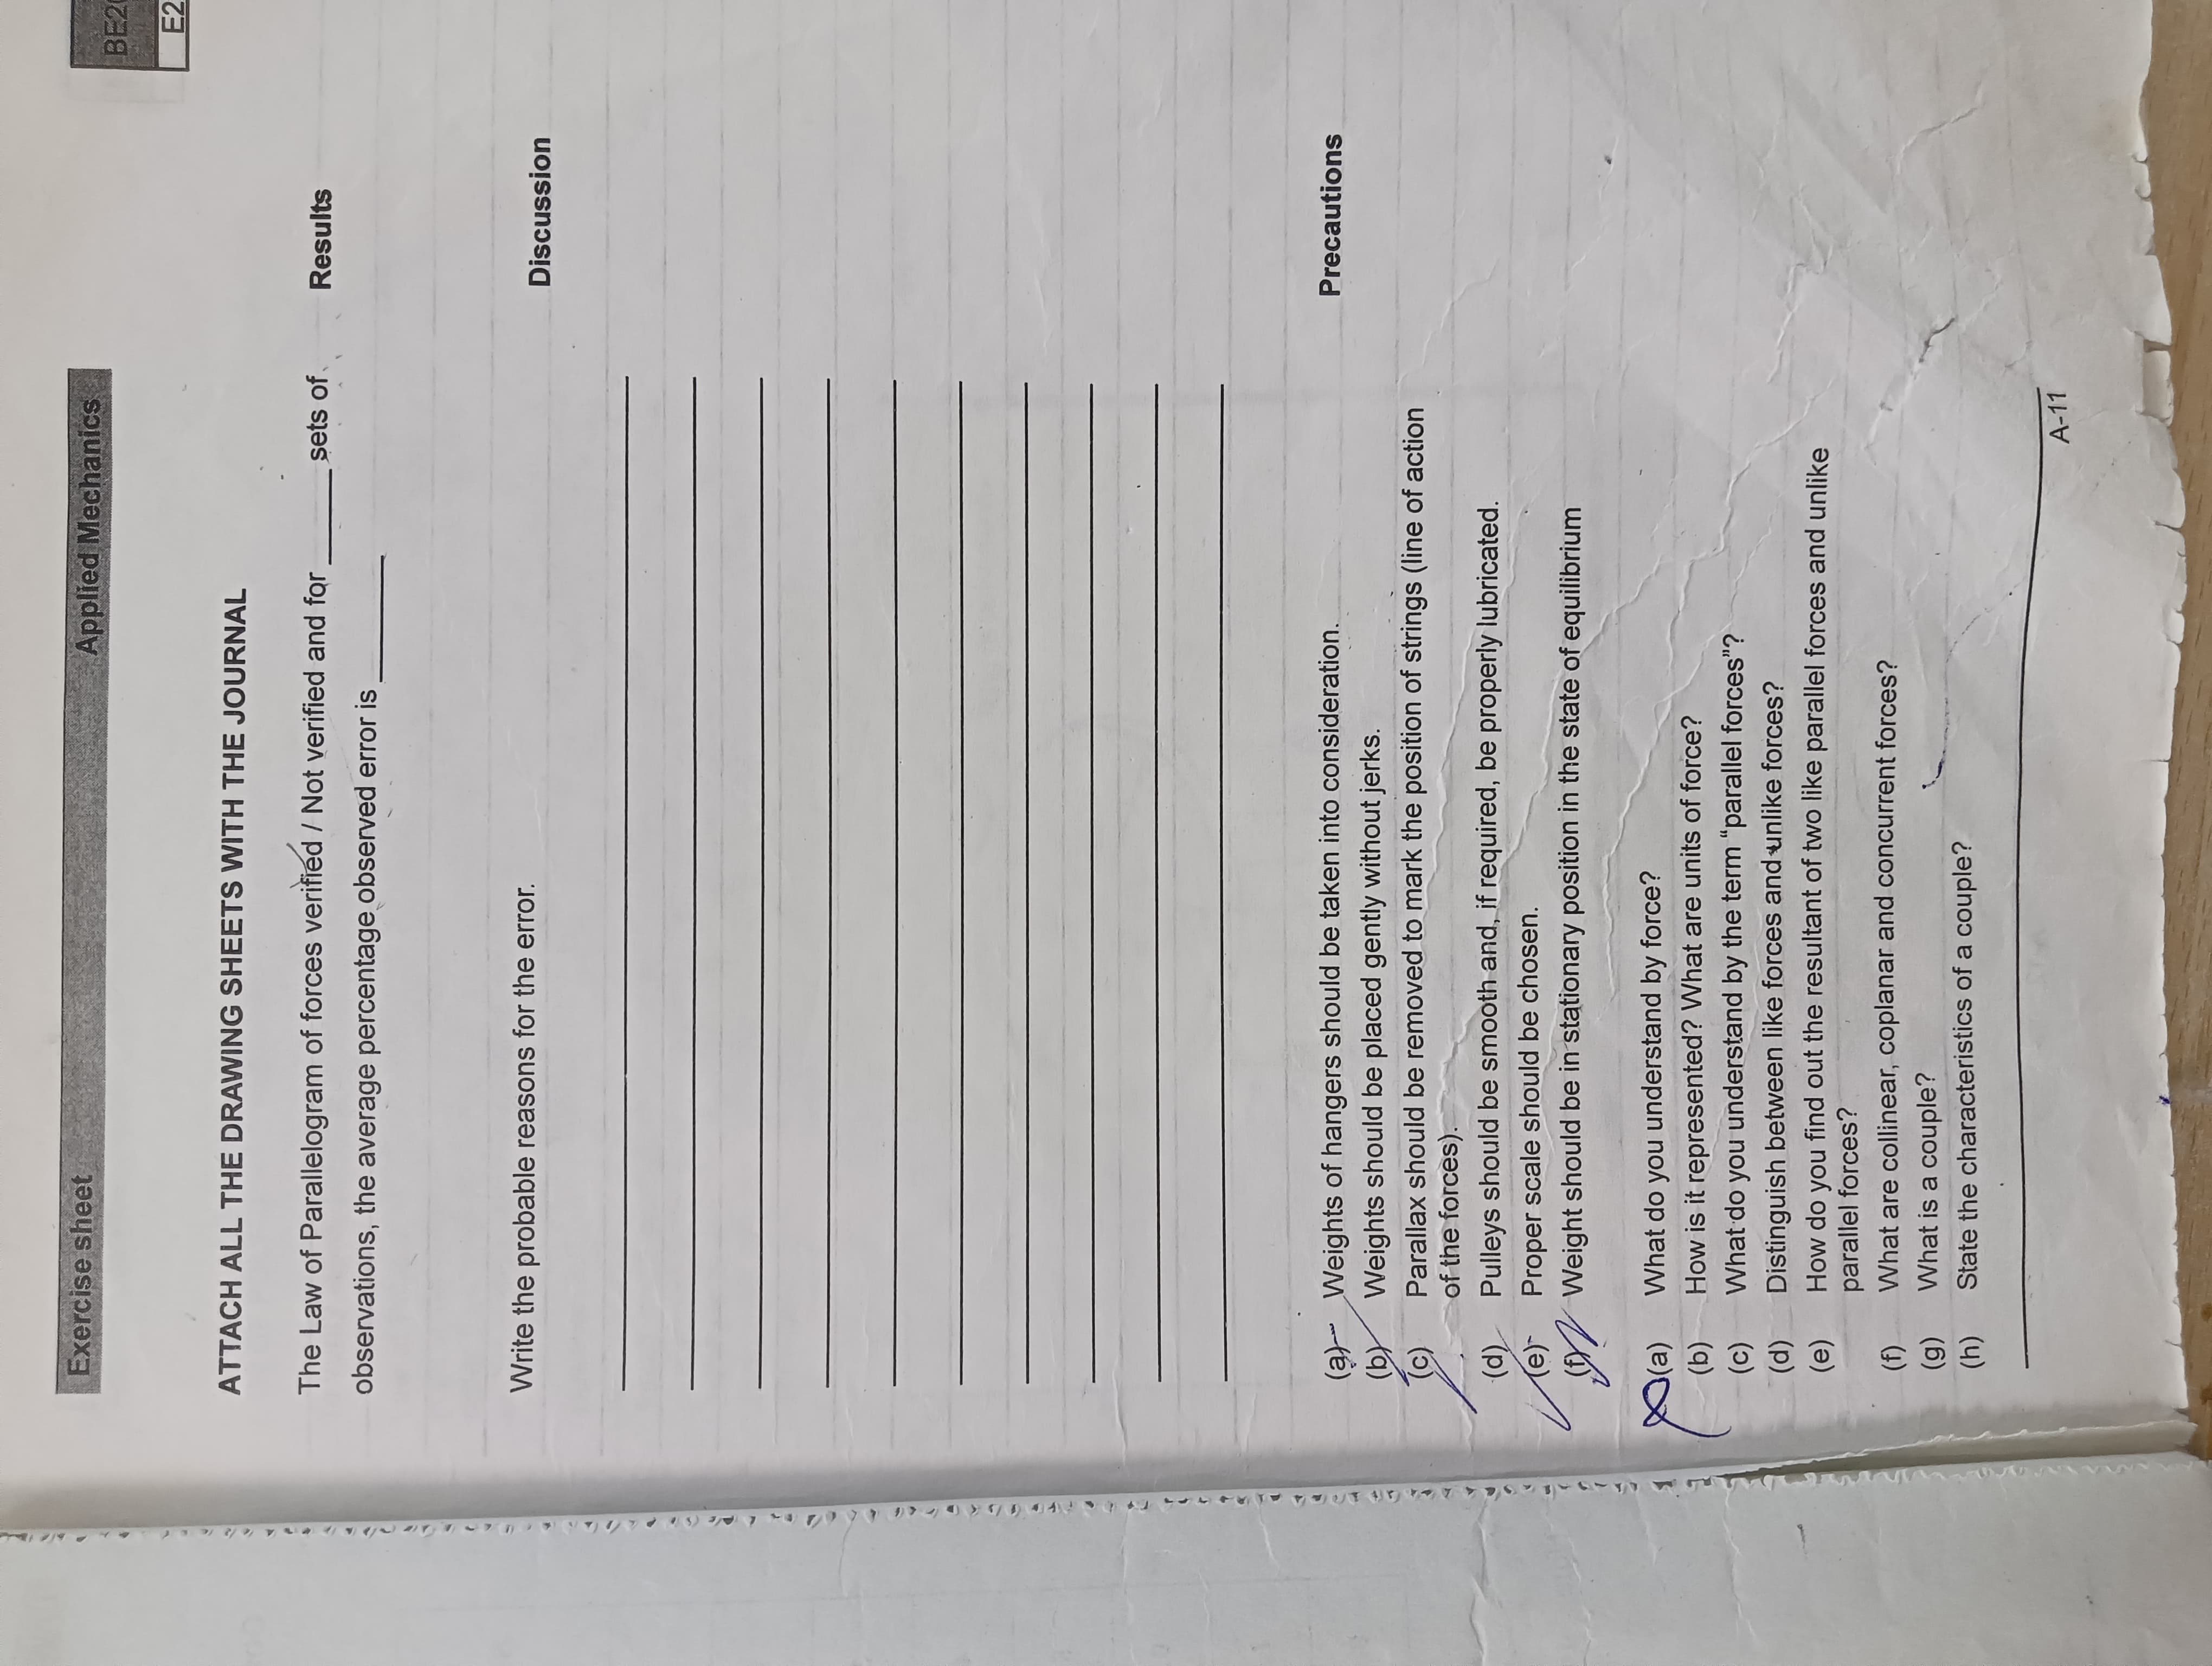 Exercise sheet Applied Mechanics
BE2
E2
ATTACH ALL THE DRAWING SHEETS WITH THE JOURNAL
The Law of Parallelogram of forces verified / Not verified and for ______ sets of Results
observations, the average percentage observed error is ________
Write the probable reasons for the error. Discussion
(a) Weights of hangers should be taken into consideration. Precautions
(b) Weights should be placed gently without jerks.
(c) Parallax should be removed to mark the position of strings (line of action
of the forces).
(d) Pulleys should be smooth and, if required, be properly lubricated.
(e) Proper scale should be chosen.
(f) Weight should be in stationary position in the state of equilibrium
(a) What do you understand by force?
(b) How is it represented? What are units of force?
(c) What do you understand by the term “parallel forces”?
(d) Distinguish between like forces and unlike forces?
(e) How do you find out the resultant of two like parallel forces and unlike
parallel forces?
(f) What are collinear, coplanar and concurrent forces?
(g) What is a couple?
(h) State the characteristics of a couple?
A-11